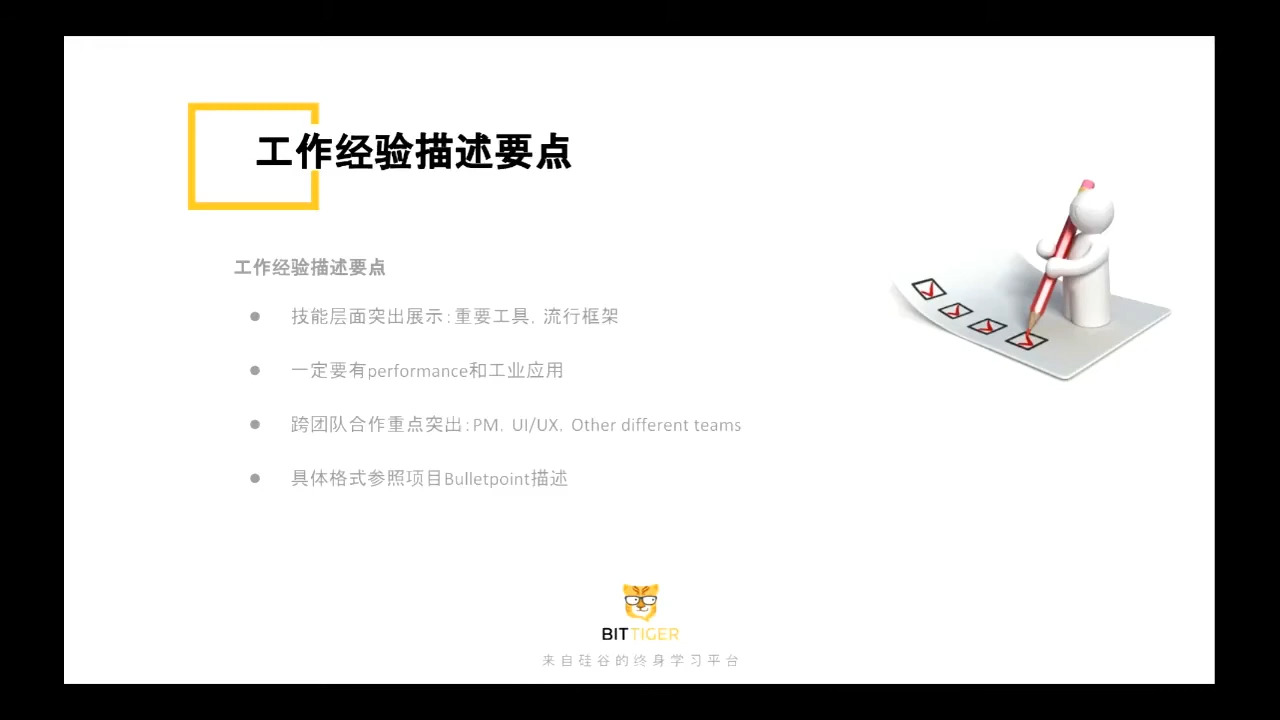 工作经验描述要点
工作经验描述要点
技能层面突出展示：重要工具，流行框架
一定要有performance和工业应用
跨团队合作重点突出：PM，UI/UX，Other different teams
具体格式参照项目Bulletpoint描述
BITTIGER
来自硅谷的终身学习平台